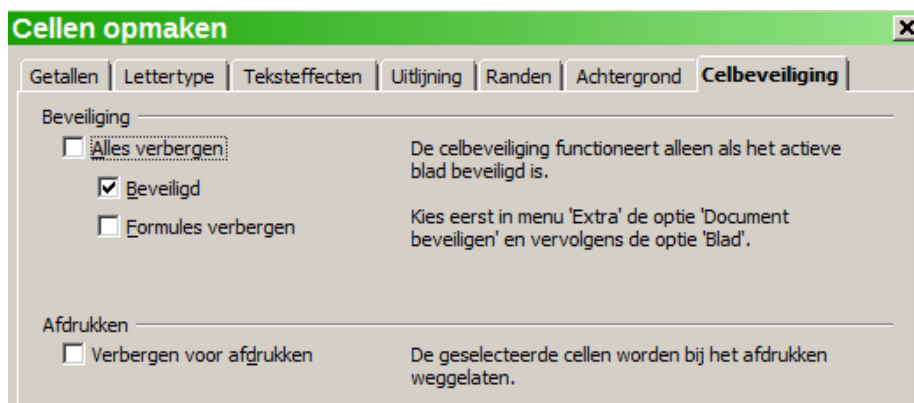 Cellen opmaken
Getallen Lettertype Teksteffecten Uitlijning Randen Achtergrond Celbeveiliging
Beveiliging
Alles verbergen
Beveiligd
Formules verbergen
De celbeveiliging functioneert alleen als het actieve
blad beveiligd is.
Kies eerst in menu 'Extra' de optie 'Document
beveiligen' en vervolgens de optie 'Blad'.
Afdrukken
Verbergen voor afdrukken
De geselecteerde cellen worden bij het afdrukken
weggelaten.